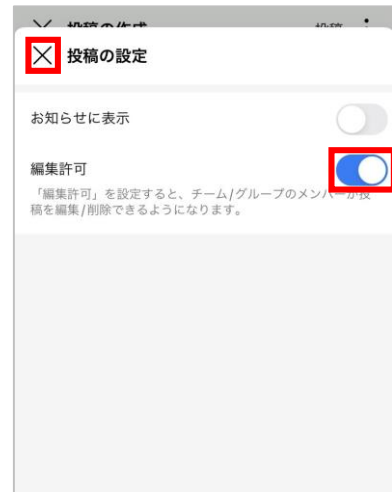 投稿の作成 投稿
投稿の設定
お知らせに表示
編集許可
「編集許可」を設定すると、チーム/グループのメンバーが投
稿を編集/削除できるようになります。